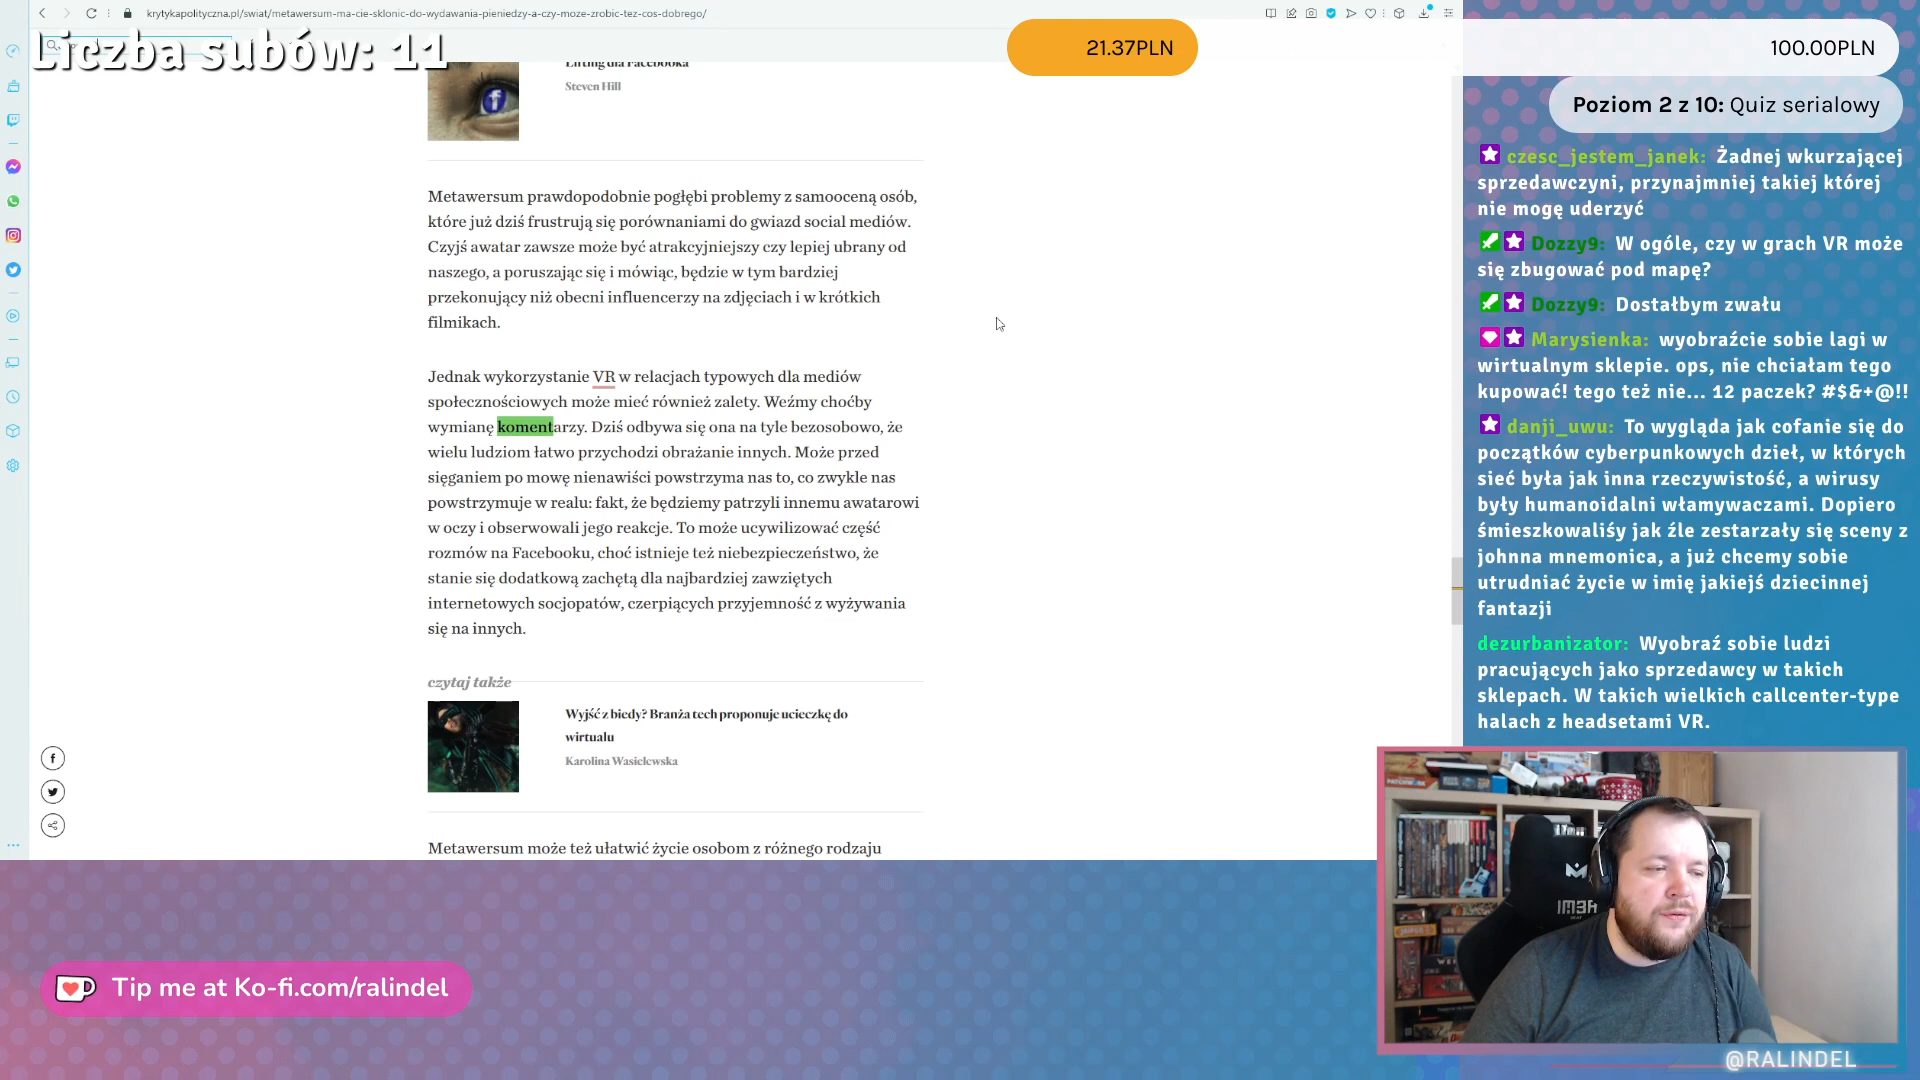 krytykapolityczna.pl/swiat/metawersum-ma-cie-sklonic-do-wydawania-pieniedzy-a-czy-moze-zrobic-tez-cos-dobrego/
Liczba subów: 11
21.37PLN
100.00PLN
Poziom 2 z 10: Quiz serialowy
Lifting dla Facebooka
Steven Hill
Metawersum prawdopodobnie pogłębi problemy z samooceną osób,
które już dziś frustrują się porównaniami do gwiazd social mediów.
Czyjś awatar zawsze może być atrakcyjniejszy czy lepiej ubrany od
naszego, a poruszając się i mówiąc, będzie w tym bardziej
przekonujący niż obecni influencerzy na zdjęciach i w krótkich
filmikach.
Jednak wykorzystanie VR w relacjach typowych dla mediów
społecznościowych może mieć również zalety. Weźmy choćby
wymianę komentarzy. Dziś odbywa się ona na tyle bezosobowo, że
wielu ludziom łatwo przychodzi obrażanie innych. Może przed
sięganiem po mowę nienawiści powstrzyma nas to, co zwykle nas
powstrzymuje w realu: fakt, że będziemy patrzyli innemu awatarowi
w oczy i obserwowali jego reakcje. To może ucywilizować część
rozmów na Facebooku, choć istnieje też niebezpieczeństwo, że
stanie się dodatkową zachętą dla najbardziej zawziętych
internetowych socjopatów, czerpiących przyjemność z wyżywania
się na innych.
czytaj także
Wyjść z biedy? Branża tech proponuje ucieczkę do
wirtualu
Karolina Wasielewska
Metawersum może też ułatwić życie osobom z różnego rodzaju
czesc_jestem_janek: Żadnej wkurzającej
sprzedawczyni, przynajmniej takiej której
nie mogę uderzyć
Dozzy9: W ogóle, czy w grach VR może
się zbugować pod mapę?
Dozzy9: Dostałbym zwału
Marysienka: wyobraźcie sobie lagi w
wirtualnym sklepie. ops, nie chciałam tego
kupować! tego też nie... 12 paczek? #$&+@!!
danji_uwu: To wygląda jak cofanie się do
początków cyberpunkowych dzieł, w których
sieć była jak inna rzeczywistość, a wirusy
były humanoidalni włamywaczami. Dopiero
śmieszkowaliśy jak źle zestarzały się sceny z
johnna mnemonica, a już chcemy sobie
utrudniać życie w imię jakiejś dziecinnej
fantazji
dezurbanizator: Wyobraź sobie ludzi
pracujących jako sprzedawcy w takich
sklepach. W takich wielkich callcenter-type
halach z headsetami VR.
Tip me at Ko-fi.com/ralindel
@RALINDEL